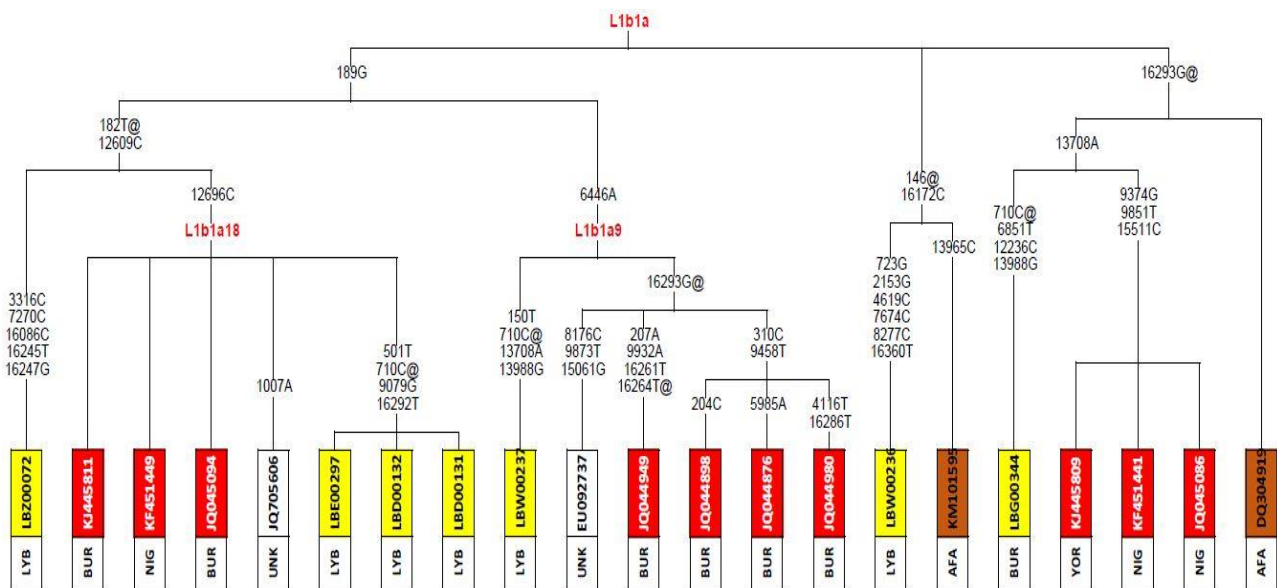 L1b1a
189G
16293G@
182T@
12609C
13708A
12696C
6446A
146@
16172C
9374G
9851T
15511C
L1b1a18
L1b1a9
710C@
6851T
12236C
13988G
13965C
16293G@
723G
2153G
4619C
7674C
8277C
16360T
3316C
7270C
16086C
16245T
16247G
150T
710C@
13708A
13988G
8176C
9873T
15061G
207A
9932A
16261T
16264T@
310C
9458T
501T
710C@
9079G
16292T
1007A
204C
5985A
4116T
16286T
LBZ00072
KJ445811
KF451449
JQ045094
JQ705606
LBE00297
LBD00132
LBD00131
LBW00237
EU092737
JQ044949
JQ044898
JQ044876
JQ044980
LBW00236
KM101595
LBG00344
KJ445809
KF451441
JQ045086
DQ304919
LYB
BUR
NIG
BUR
UNK
LYB
LYB
LYB
LYB
UNK
BUR
BUR
BUR
BUR
LYB
AFA
BUR
YOR
NIG
NIG
AFA